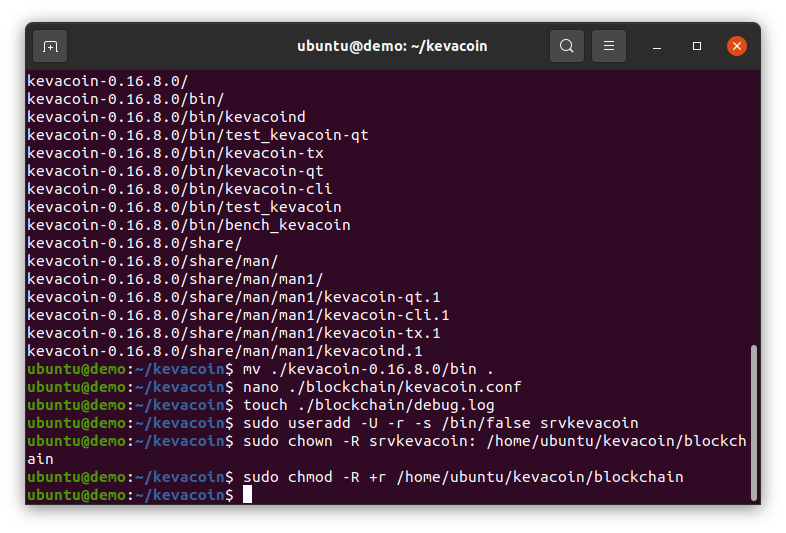 ubuntu@demo: ~/kevacoin
kevacoin-0.16.8.0/
kevacoin-0.16.8.0/bin/
kevacoin-0.16.8.0/bin/kevacoind
kevacoin-0.16.8.0/bin/test_kevacoin-qt
kevacoin-0.16.8.0/bin/kevacoin-tx
kevacoin-0.16.8.0/bin/kevacoin-qt
kevacoin-0.16.8.0/bin/kevacoin-cli
kevacoin-0.16.8.0/bin/test_kevacoin
kevacoin-0.16.8.0/bin/bench_kevacoin
kevacoin-0.16.8.0/share/
kevacoin-0.16.8.0/share/man/
kevacoin-0.16.8.0/share/man/man1/
kevacoin-0.16.8.0/share/man/man1/kevacoin-qt.1
kevacoin-0.16.8.0/share/man/man1/kevacoin-cli.1
kevacoin-0.16.8.0/share/man/man1/kevacoin-tx.1
kevacoin-0.16.8.0/share/man/man1/kevacoind.1
ubuntu@demo:~/kevacoin$ mv ./kevacoin-0.16.8.0/bin .
ubuntu@demo:~/kevacoin$ nano ./blockchain/kevacoin.conf
ubuntu@demo:~/kevacoin$ touch ./blockchain/debug.log
ubuntu@demo:~/kevacoin$ sudo useradd -U -r -s /bin/false srvkevacoin
ubuntu@demo:~/kevacoin$ sudo chown -R srvkevacoin: /home/ubuntu/kevacoin/blockch
ain
ubuntu@demo:~/kevacoin$ sudo chmod -R +r /home/ubuntu/kevacoin/blockchain
ubuntu@demo:~/kevacoin$